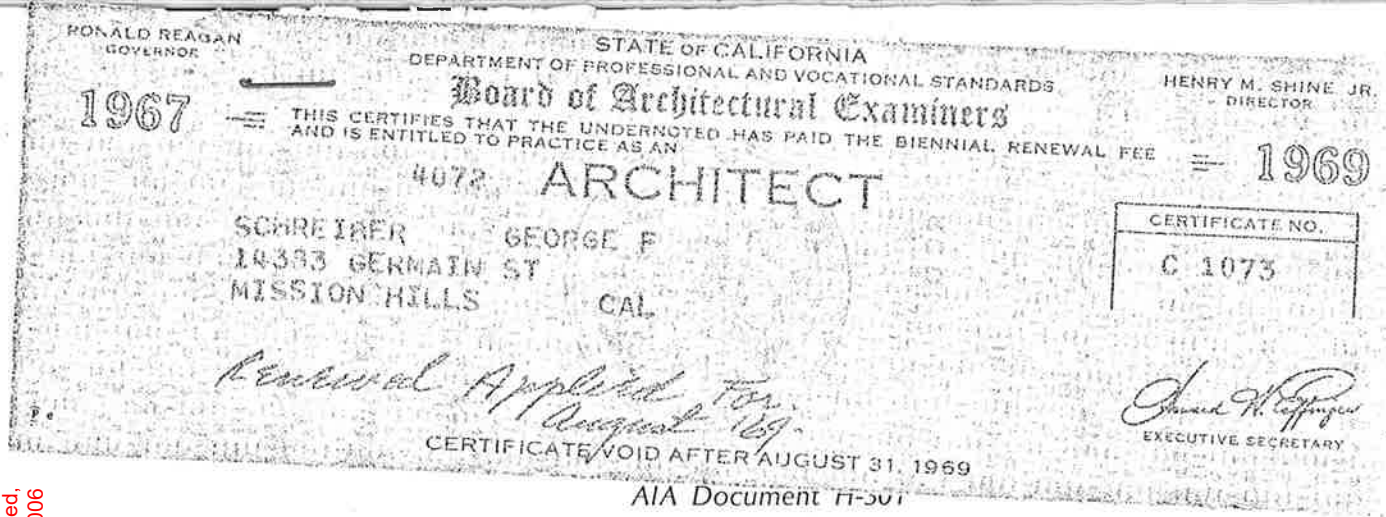 RONALD REAGAN
GOVERNOR
STATE OF CALIFORNIA
DEPARTMENT OF PROFESSIONAL AND VOCATIONAL STANDARDS
Board of Architectural Examiners
HENRY M. SHINE JR.
DIRECTOR
1967
THIS CERTIFIES THAT THE UNDERNOTED HAS PAID THE BIENNIAL RENEWAL FEE
AND IS ENTITLED TO PRACTICE AS AN
1969
4072 ARCHITECT
SCHREIBER GEORGE F
14333 GERMAIN ST
MISSION HILLS CAL
CERTIFICATE NO.
C 1073
Renewal Applied For
August '69.
EXECUTIVE SECRETARY
CERTIFICATE VOID AFTER AUGUST 31, 1969
AIA Document
ed,
006